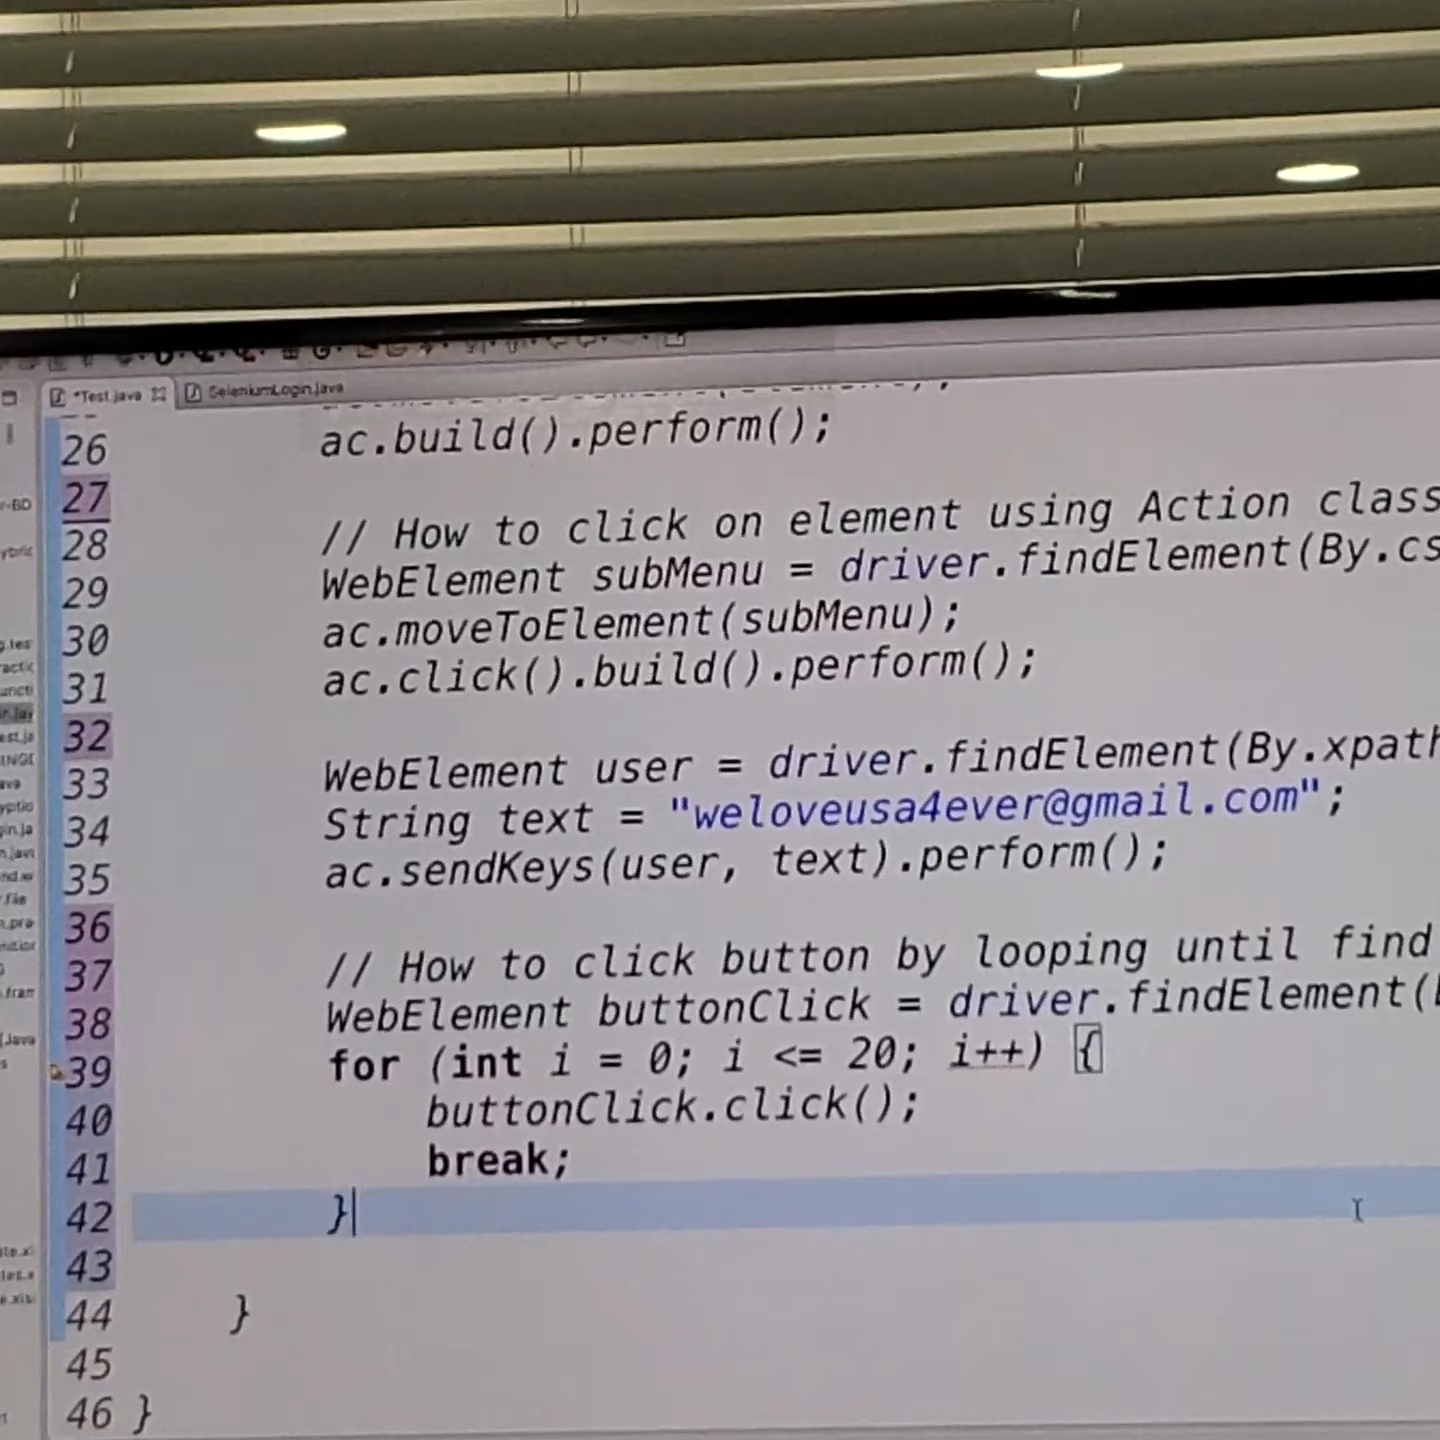 *Test.java
SeleniumLogin.java
26 ac.build().perform();
27
28 // How to click on element using Action class
29 WebElement subMenu = driver.findElement(By.cs
30 ac.moveToElement(subMenu);
31 ac.click().build().perform();
32
33 WebElement user = driver.findElement(By.xpath
34 String text = "weloveusa4ever@gmail.com";
35 ac.sendKeys(user, text).perform();
36
37 // How to click button by looping until find
38 WebElement buttonClick = driver.findElement(
39 for (int i = 0; i <= 20; i++) {
40 buttonClick.click();
41 break;
42 }
43
44 }
45
46 }